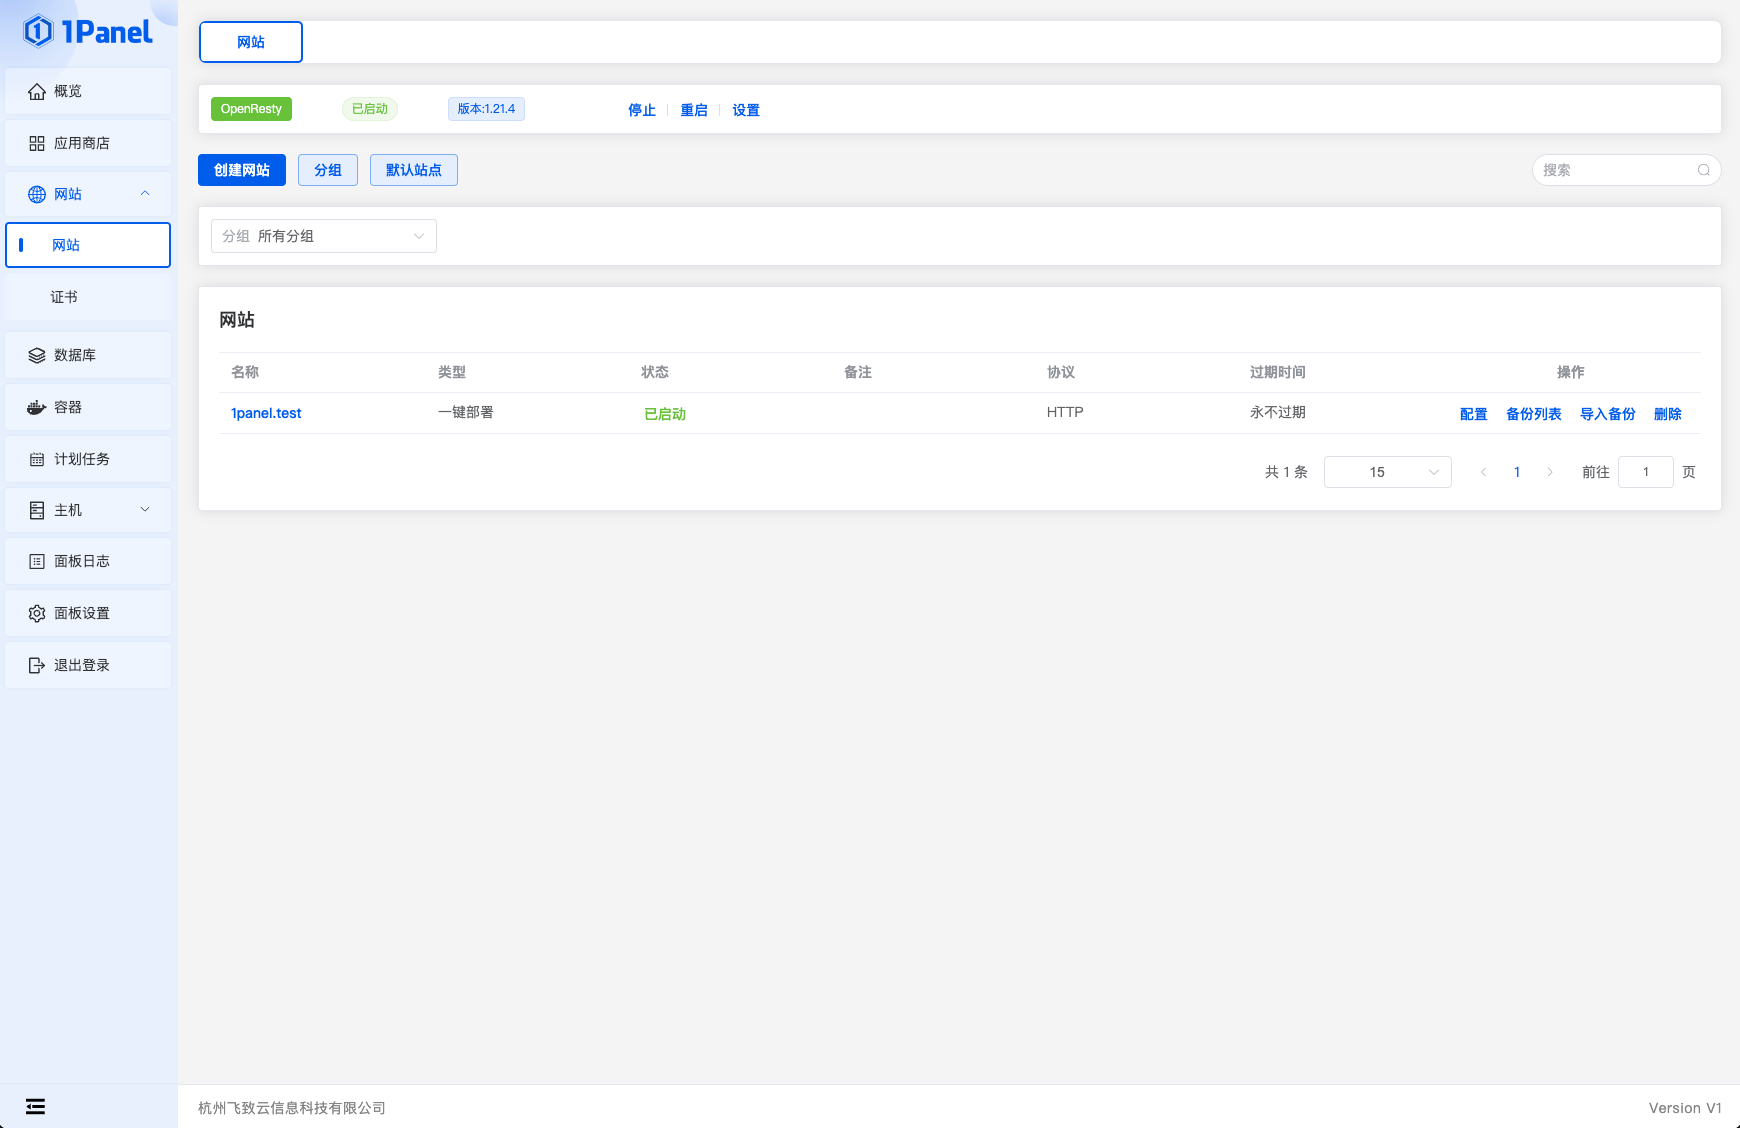 1Panel
概览
应用商店
网站
网站
证书
数据库
容器
计划任务
主机
面板日志
面板设置
退出登录
网站
OpenResty 已启动 版本:1.21.4 停止 重启 设置
创建网站 分组 默认站点 搜索
分组 所有分组
网站
名称 类型 状态 备注 协议 过期时间 操作
1panel.test 一键部署 已启动 HTTP 永不过期 配置 备份列表 导入备份 删除
共 1 条 15 1 前往 1 页
杭州飞致云信息科技有限公司 Version V1